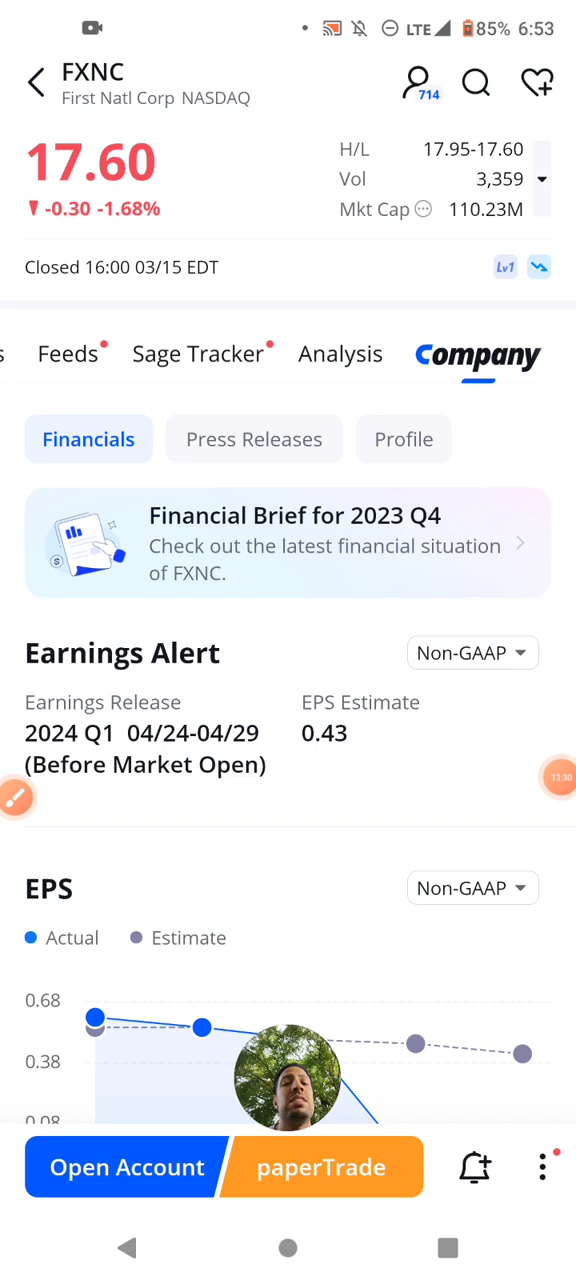 LTE 85% 6:53
FXNC
First Natl Corp NASDAQ
714
17.60
-0.30 -1.68%
H/L 17.95-17.60
Vol 3,359
Mkt Cap 110.23M
Closed 16:00 03/15 EDT
Lv1
s Feeds Sage Tracker Analysis Company
Financials Press Releases Profile
Financial Brief for 2023 Q4
Check out the latest financial situation
of FXNC.
Earnings Alert Non-GAAP
Earnings Release EPS Estimate
2024 Q1 04/24-04/29 0.43
(Before Market Open)
13:30
EPS Non-GAAP
Actual Estimate
0.68
0.38
0.08
Open Account paperTrade